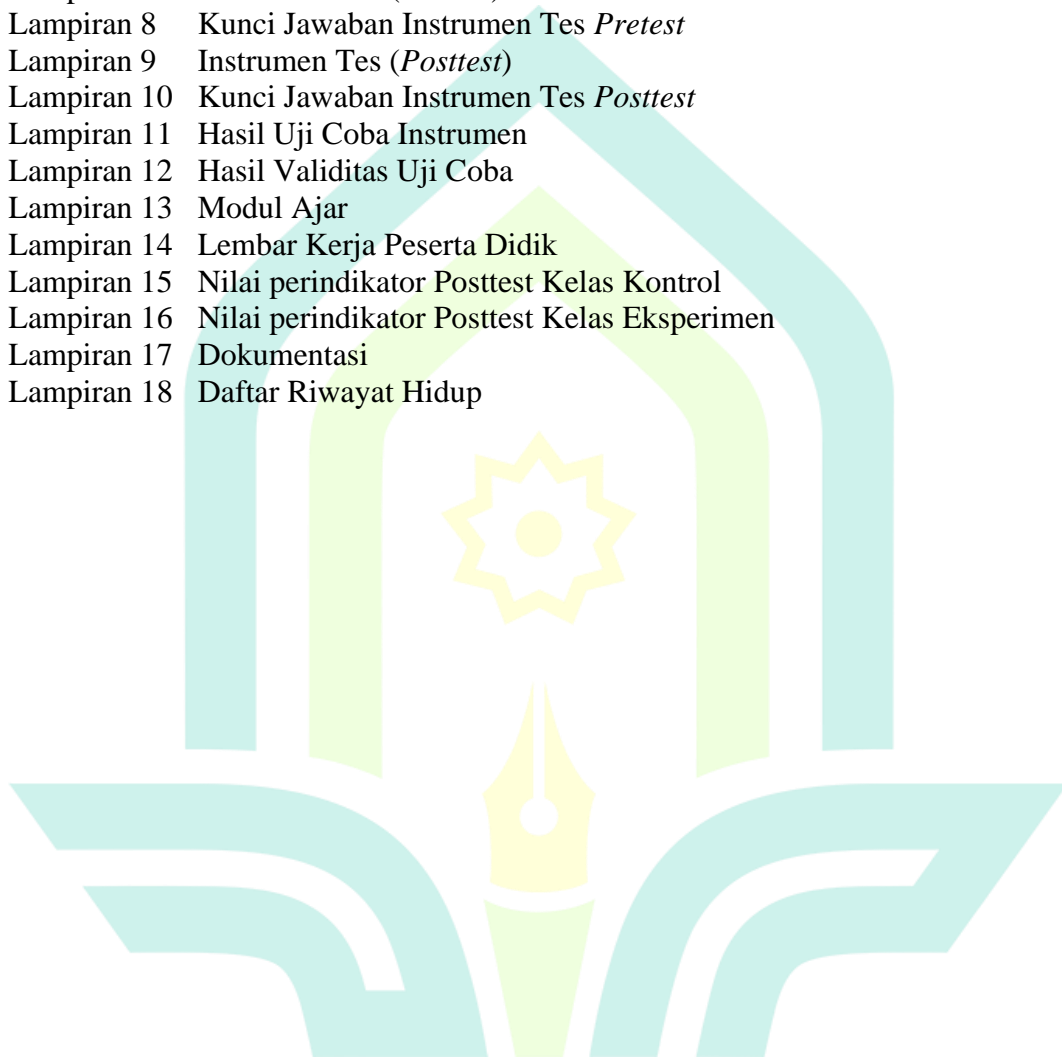 Lampiran 8 Kunci Jawaban Instrumen Tes Pretest
Lampiran 9 Instrumen Tes (Posttest)
Lampiran 10 Kunci Jawaban Instrumen Tes Posttest
Lampiran 11 Hasil Uji Coba Instrumen
Lampiran 12 Hasil Validitas Uji Coba
Lampiran 13 Modul Ajar
Lampiran 14 Lembar Kerja Peserta Didik
Lampiran 15 Nilai perindikator Posttest Kelas Kontrol
Lampiran 16 Nilai perindikator Posttest Kelas Eksperimen
Lampiran 17 Dokumentasi
Lampiran 18 Daftar Riwayat Hidup